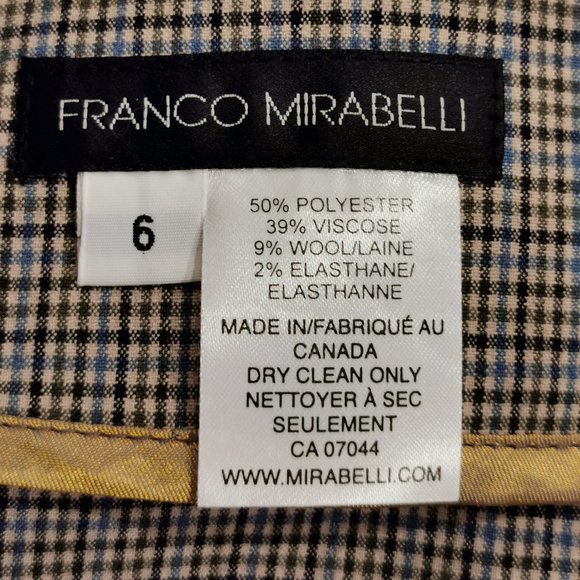 FRANCO MIRABELLI
6
50% POLYESTER
39% VISCOSE
9% WOOL/LAINE
2% ELASTHANE/
ELASTHANNE
MADE IN/FABRIQUÉ AU
CANADA
DRY CLEAN ONLY
NETTOYER À SEC
SEULEMENT
CA 07044
WWW.MIRABELLI.COM